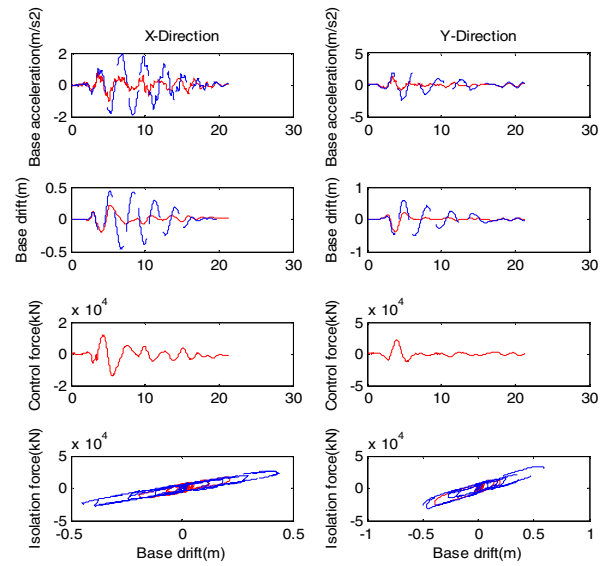 X-Direction
Y-Direction
Base acceleration(m/s2)
2
0
-2
0 10 20 30
Base acceleration(m/s2)
5
0
-5
0 10 20 30
Base drift(m)
0.5
0
-0.5
0 10 20 30
Base drift(m)
1
0
-1
0 10 20 30
Control force(kN)
x 10^4
2
0
-2
0 10 20 30
Control force(kN)
x 10^4
5
0
-5
0 10 20 30
Isolation force(kN)
x 10^4
5
0
-5
-0.5 0 0.5
Base drift(m)
Isolation force(kN)
x 10^4
5
0
-5
-1 -0.5 0 0.5 1
Base drift(m)